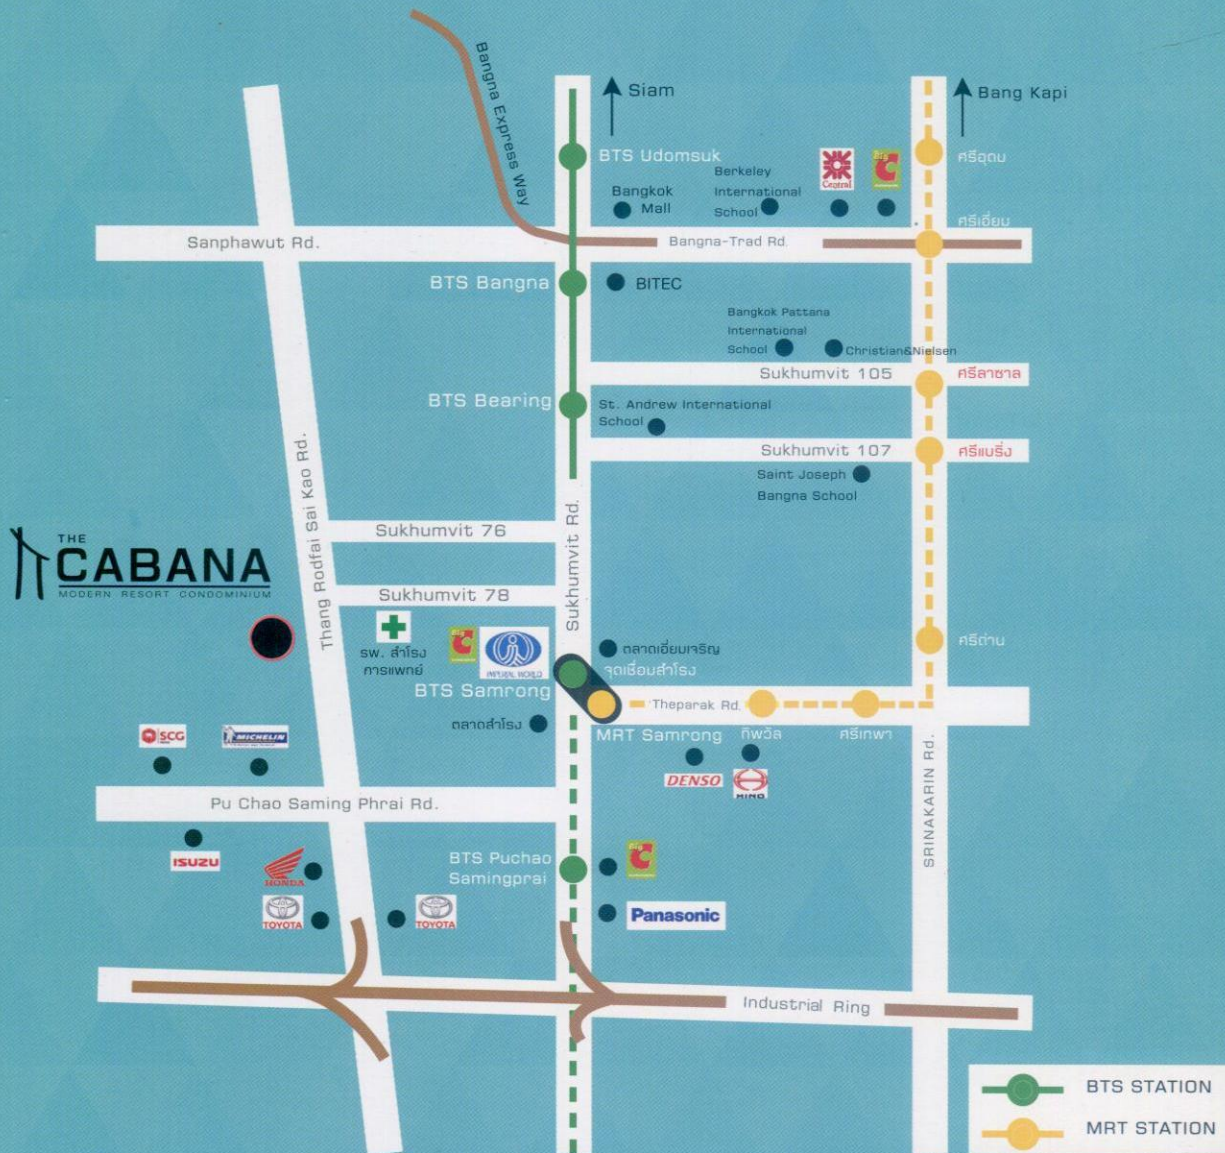 Bangna Express Way
Siam
Bang Kapi
BTS Udomsuk
ศรีอุดม
Berkeley
International
School
Central
Big C
Bangkok
Mall
ศรีเอี่ยม
Sanphawut Rd.
Bangna-Trad Rd.
BTS Bangna
BITEC
Bangkok Pattana
International
School
Christian&Nielsen
Sukhumvit 105
ศรีลาซาล
BTS Bearing
St. Andrew International
School
Sukhumvit 107
ศรีแบริ่ง
Saint Joseph
Bangna School
Thang Rodfai Sai Kao Rd.
Sukhumvit Rd.
Sukhumvit 76
THE
CABANA
MODERN RESORT CONDOMINIUM
Sukhumvit 78
รพ. สำโรง
การแพทย์
Big C
IMPERIAL WORLD
ตลาดเอี่ยมเจริญ
จุดเชื่อมสำโรง
ศรีด่าน
BTS Samrong
Theparak Rd.
ตลาดสำโรง
MRT Samrong
ทิพวัล
ศรีเทพา
SCG
MICHELIN
DENSO
HINO
SRINAKARIN Rd.
Pu Chao Saming Phrai Rd.
ISUZU
HONDA
BTS Puchao
Samingprai
Big C
TOYOTA
TOYOTA
Panasonic
Industrial Ring
BTS STATION
MRT STATION